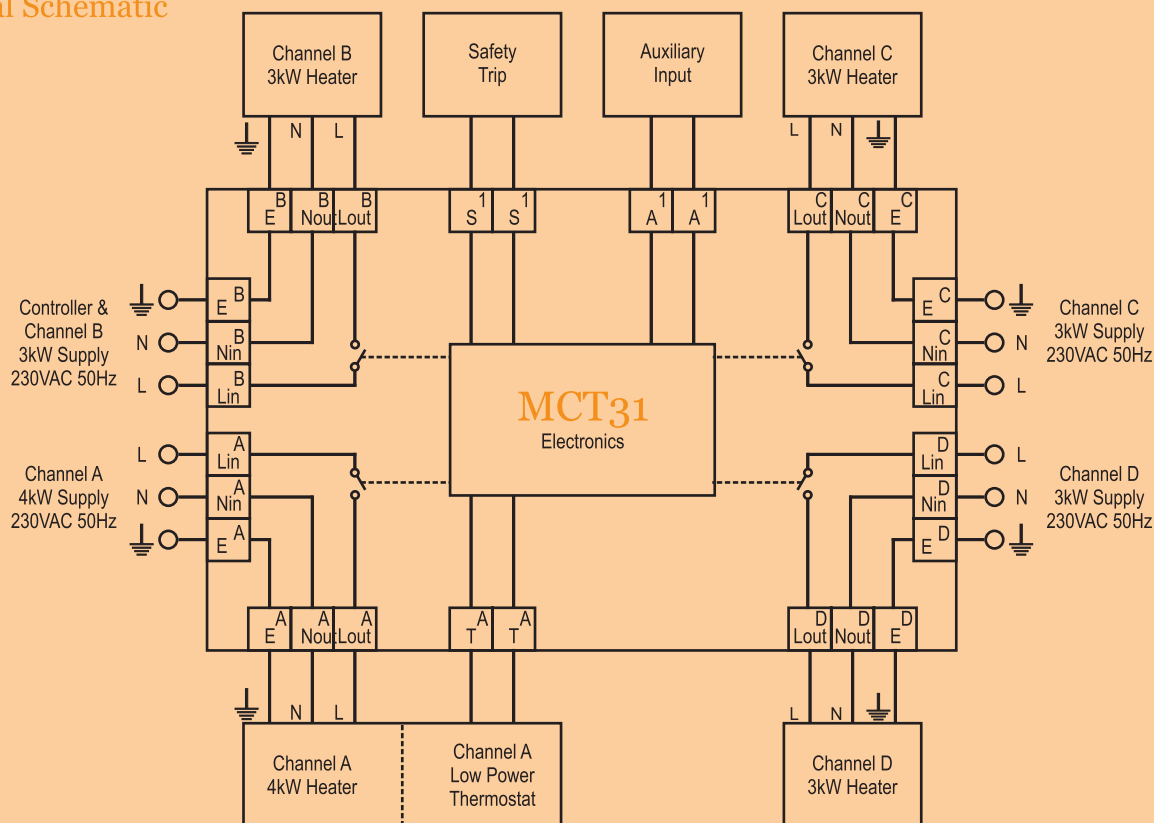 al Schematic
Channel B
3kW Heater
Safety
Trip
Auxiliary
Input
Channel C
3kW Heater
N L
L N
B
E
B
Nout
B
Lout
1
S
1
S
1
A
1
A
C
Lout
C
Nout
C
E
Controller &
Channel B
3kW Supply
230VAC 50Hz
N
L
B
E
B
Nin
B
Lin
C
E
C
Nin
C
Lin
N
L
Channel C
3kW Supply
230VAC 50Hz
MCT31
Electronics
Channel A
4kW Supply
230VAC 50Hz
L
N
A
Lin
A
Nin
A
E
D
Lin
D
Nin
D
E
L
N
Channel D
3kW Supply
230VAC 50Hz
A
E
A
Nout
A
Lout
A
T
A
T
D
Lout
D
Nout
D
E
N L
L N
Channel A
4kW Heater
Channel A
Low Power
Thermostat
Channel D
3kW Heater